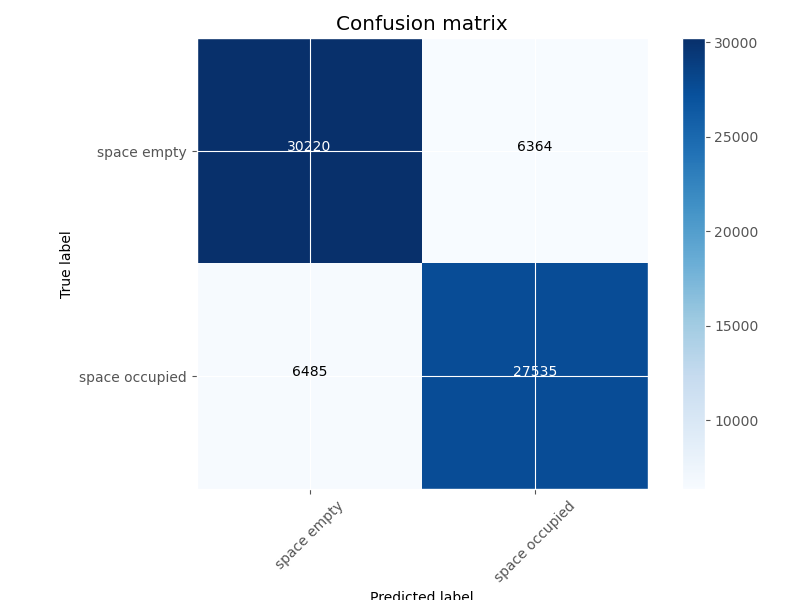 Confusion matrix
True label
space empty
space occupied
30220
6364
6485
27535
30000
25000
20000
15000
10000
space empty
space occupied
Predicted label